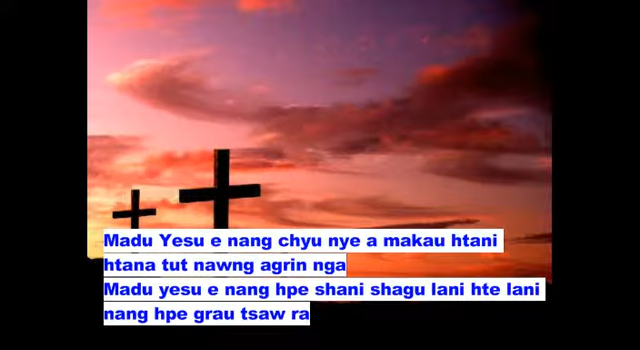 Madu Yesu e nang chyu nye a makau htani
htana tut nawng agrin nga
Madu yesu e nang hpe shani shagu lani hte lani
nang hpe grau tsaw ra